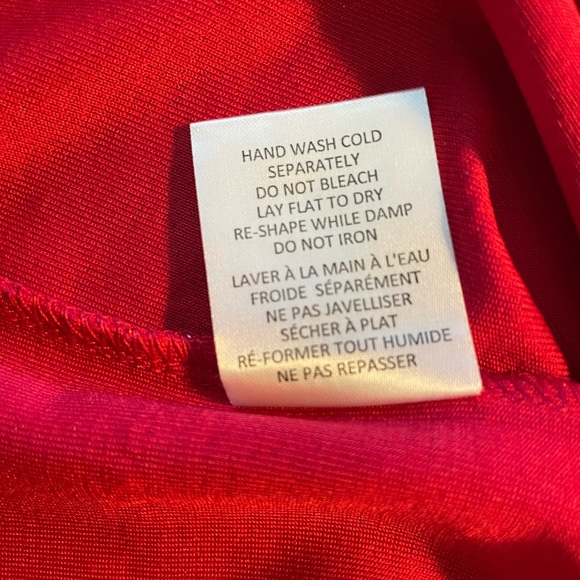 HAND WASH COLD
SEPARATELY
DO NOT BLEACH
LAY FLAT TO DRY
RE-SHAPE WHILE DAMP
DO NOT IRON
LAVER À LA MAIN À L'EAU
FROIDE SÉPARÉMENT
NE PAS JAVELLISER
SÉCHER À PLAT
RÉ-FORMER TOUT HUMIDE
NE PAS REPASSER